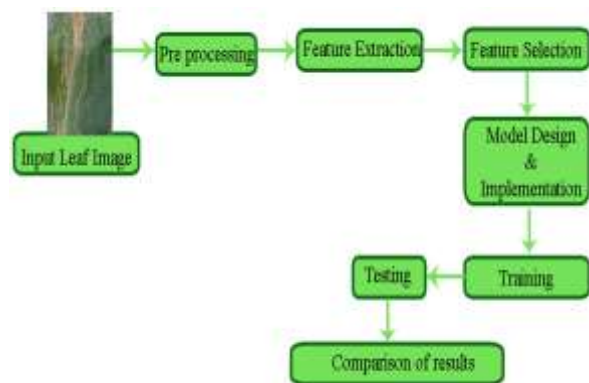 Input Leaf Image
Pre processing
Feature Extraction
Feature Selection
Model Design
&
Implementation
Training
Testing
Comparison of results